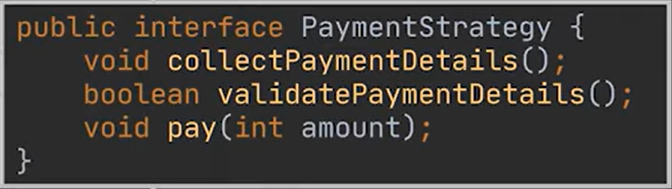 public interface PaymentStrategy {
    void collectPaymentDetails();
    boolean validatePaymentDetails();
    void pay(int amount);
}